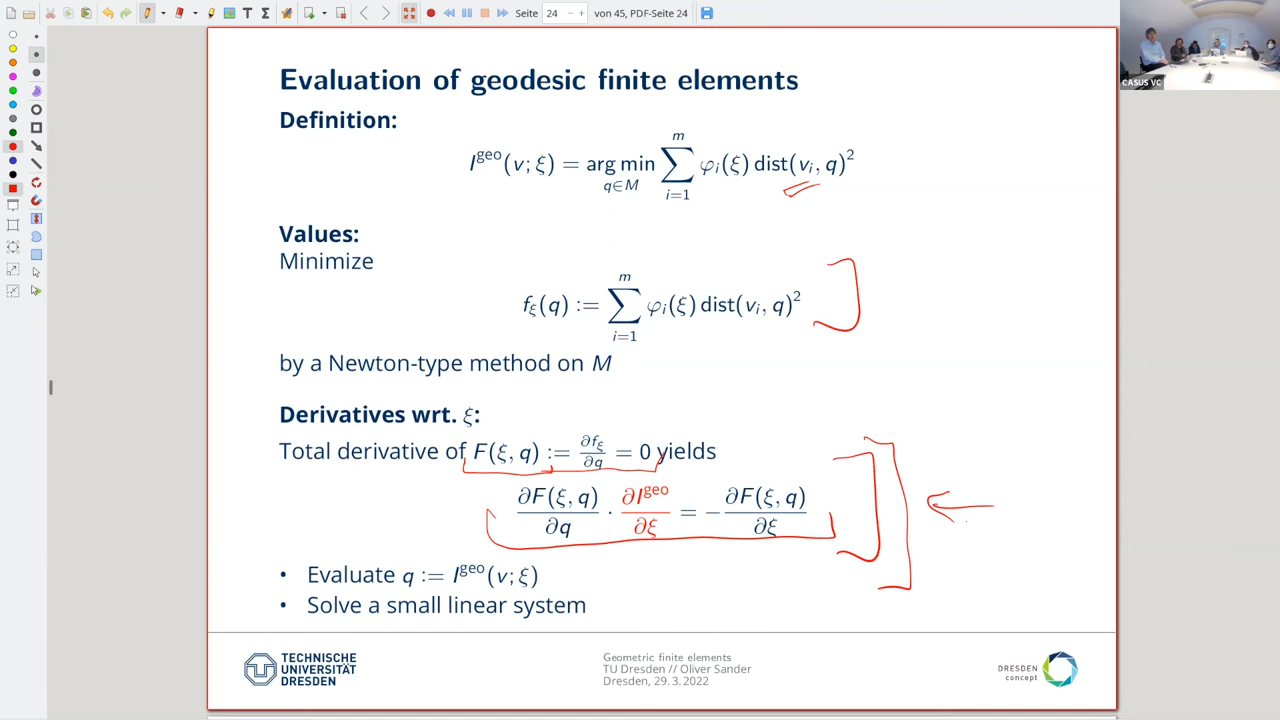 Seite 24 von 45, PDF-Seite 24
CASUS VC
Evaluation of geodesic finite elements
Definition:
I^geo(v; ξ) = arg min_{q∈M} ∑_{i=1}^{m} φ_i(ξ) dist(v_i, q)^2
Values:
Minimize
f_ξ(q) := ∑_{i=1}^{m} φ_i(ξ) dist(v_i, q)^2
by a Newton-type method on M
Derivatives wrt. ξ:
Total derivative of F(ξ, q) := ∂f_ξ/∂q = 0 yields
∂F(ξ, q)/∂q · ∂I^geo/∂ξ = −∂F(ξ, q)/∂ξ
• Evaluate q := I^geo(v; ξ)
• Solve a small linear system
TECHNISCHE
UNIVERSITÄT
DRESDEN
Geometric finite elements
TU Dresden // Oliver Sander
Dresden, 29. 3. 2022
DRESDEN
concept